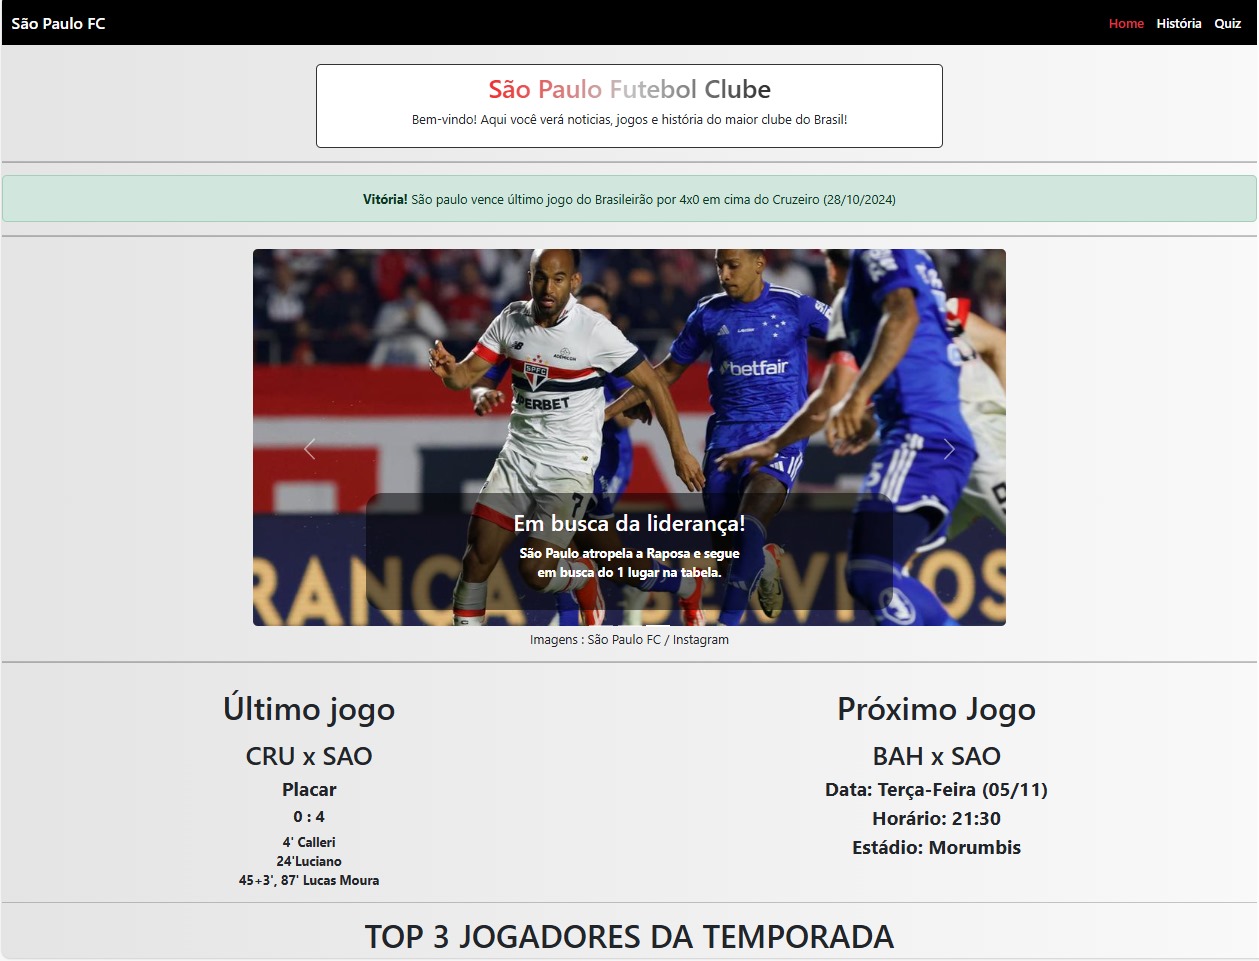 São Paulo FC
Home História Quiz
São Paulo Futebol Clube
Bem-vindo! Aqui você verá noticias, jogos e história do maior clube do Brasil!
Vitória! São paulo vence último jogo do Brasileirão por 4x0 em cima do Cruzeiro (28/10/2024)
SPFC
PERBET
betfair
7
RANÇA
Em busca da liderança!
São Paulo atropela a Raposa e segue
em busca do 1 lugar na tabela.
Imagens : São Paulo FC / Instagram
Último jogo
CRU x SAO
Placar
0 : 4
4' Calleri
24'Luciano
45+3', 87' Lucas Moura
Próximo Jogo
BAH x SAO
Data: Terça-Feira (05/11)
Horário: 21:30
Estádio: Morumbis
TOP 3 JOGADORES DA TEMPORADA